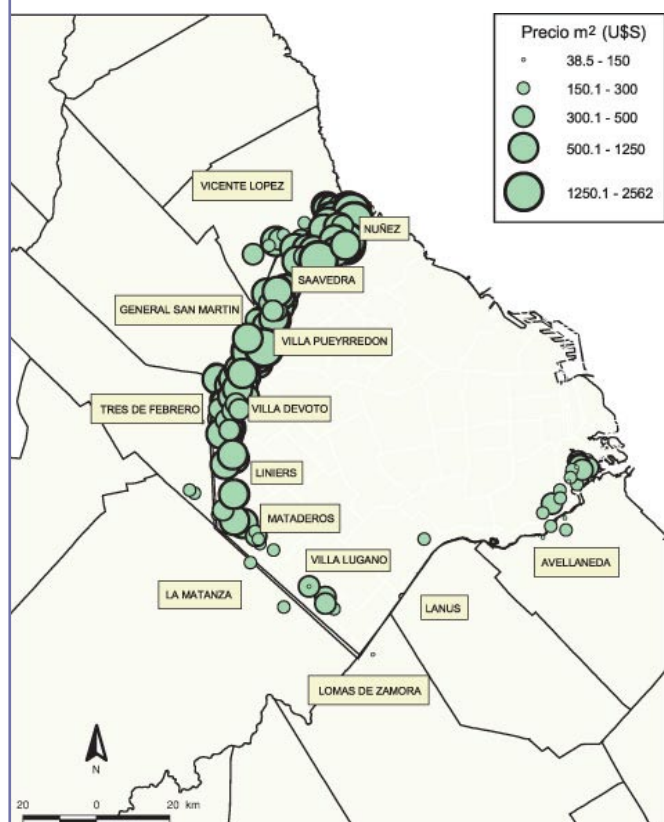 Precio m² (U$S)
38.5 - 150
150.1 - 300
300.1 - 500
500.1 - 1250
1250.1 - 2562
VICENTE LOPEZ
NUÑEZ
SAAVEDRA
GENERAL SAN MARTIN
VILLA PUEYRREDON
TRES DE FEBRERO
VILLA DEVOTO
LINIERS
MATADEROS
VILLA LUGANO
AVELLANEDA
LA MATANZA
LANUS
LOMAS DE ZAMORA
N
20 0 20 km